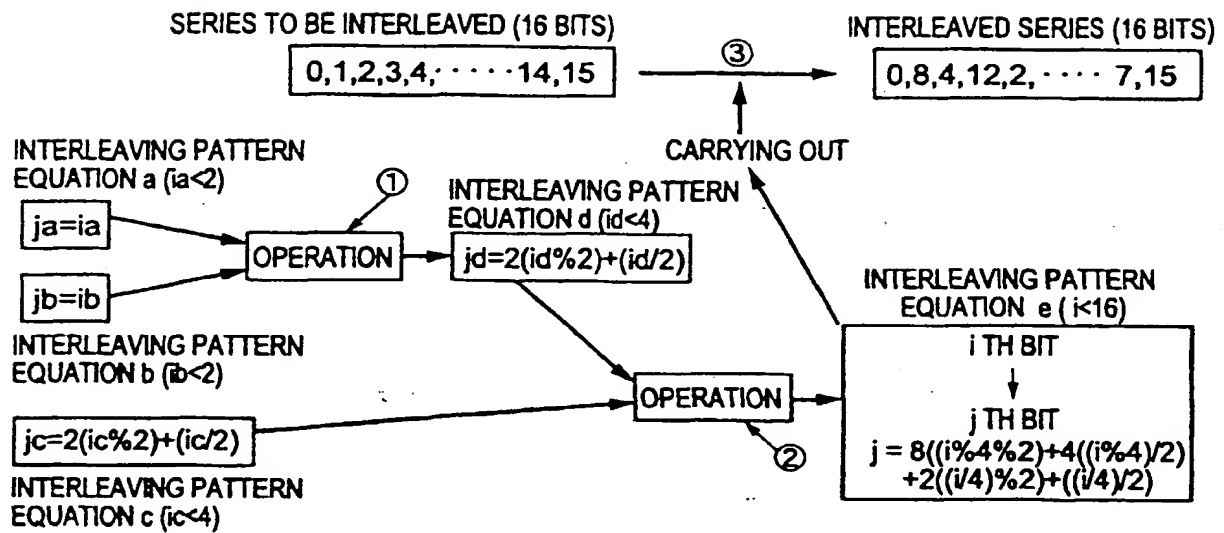 SERIES TO BE INTERLEAVED (16 BITS)
0,1,2,3,4,· · · · ·14,15
③
INTERLEAVED SERIES (16 BITS)
0,8,4,12,2, · · · · 7,15
CARRYING OUT
INTERLEAVING PATTERN
EQUATION a (ia<2)
ja=ia
①
OPERATION
jb=ib
INTERLEAVING PATTERN
EQUATION b (ib<2)
INTERLEAVING PATTERN
EQUATION d (id<4)
jd=2(id%2)+(id/2)
jc=2(ic%2)+(ic/2)
INTERLEAVING PATTERN
EQUATION c (ic<4)
OPERATION
②
INTERLEAVING PATTERN
EQUATION e ( i<16)
i TH BIT
j TH BIT
j = 8((i%4%2)+4((i%4)/2)
+2((i/4)%2)+((i/4)/2)